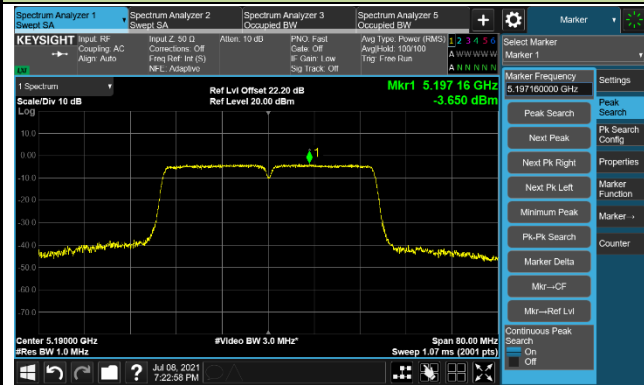 Spectrum Analyzer 1
Swept SA
Spectrum Analyzer 2
Swept SA
Spectrum Analyzer 3
Occupied BW
Spectrum Analyzer 5
Occupied BW
+
Marker
KEYSIGHT
Input: RF
Coupling: AC
Align: Auto
Input Z: 50 Ω
Corrections: Off
Freq Ref: Int (S)
NFE: Adaptive
Atten: 10 dB
PNO: Fast
Gate: Off
IF Gain: Low
Sig Track: Off
Avg Type: Power (RMS)
Avg|Hold: 100/100
Trig: Free Run
1 2 3 4 5 6
A W W W W W
A N N N N N
Select Marker
Marker 1
1 Spectrum
Scale/Div 10 dB
Log
Ref Lvl Offset 22.20 dB
Ref Level 20.00 dBm
Mkr1 5.197 16 GHz
-3.650 dBm
10.0
0.00
-10.0
-20.0
-30.0
-40.0
-50.0
-60.0
-70.0
1
Center 5.19000 GHz
#Res BW 1.0 MHz
#Video BW 3.0 MHz*
Span 80.00 MHz
Sweep 1.07 ms (2001 pts)
Marker Frequency
5.197160000 GHz
Peak Search
Next Peak
Next Pk Right
Next Pk Left
Minimum Peak
Pk-Pk Search
Marker Delta
Mkr→CF
Mkr→Ref Lvl
Continuous Peak
Search
On
Off
Settings
Peak
Search
Pk Search
Config
Properties
Marker
Function
Marker→
Counter
?
Jul 08, 2021
7:22:58 PM